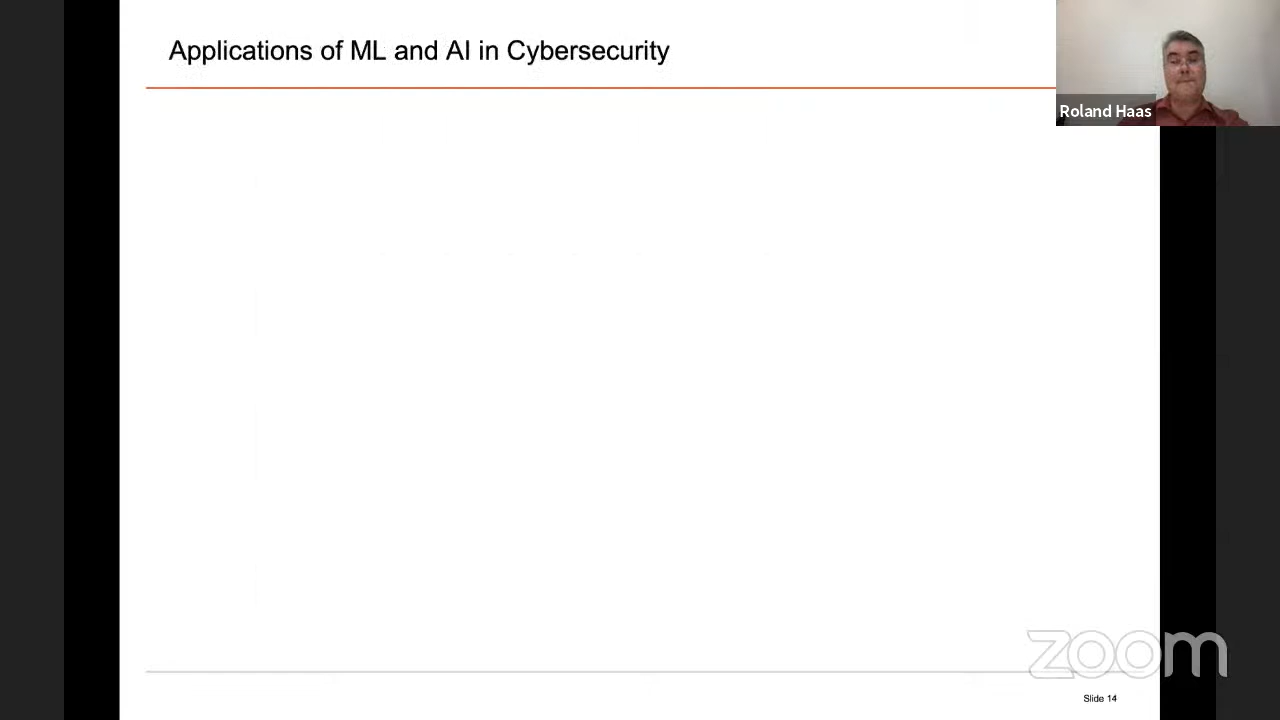 Applications of ML and AI in Cybersecurity
Roland Haas
zoom
Slide 14